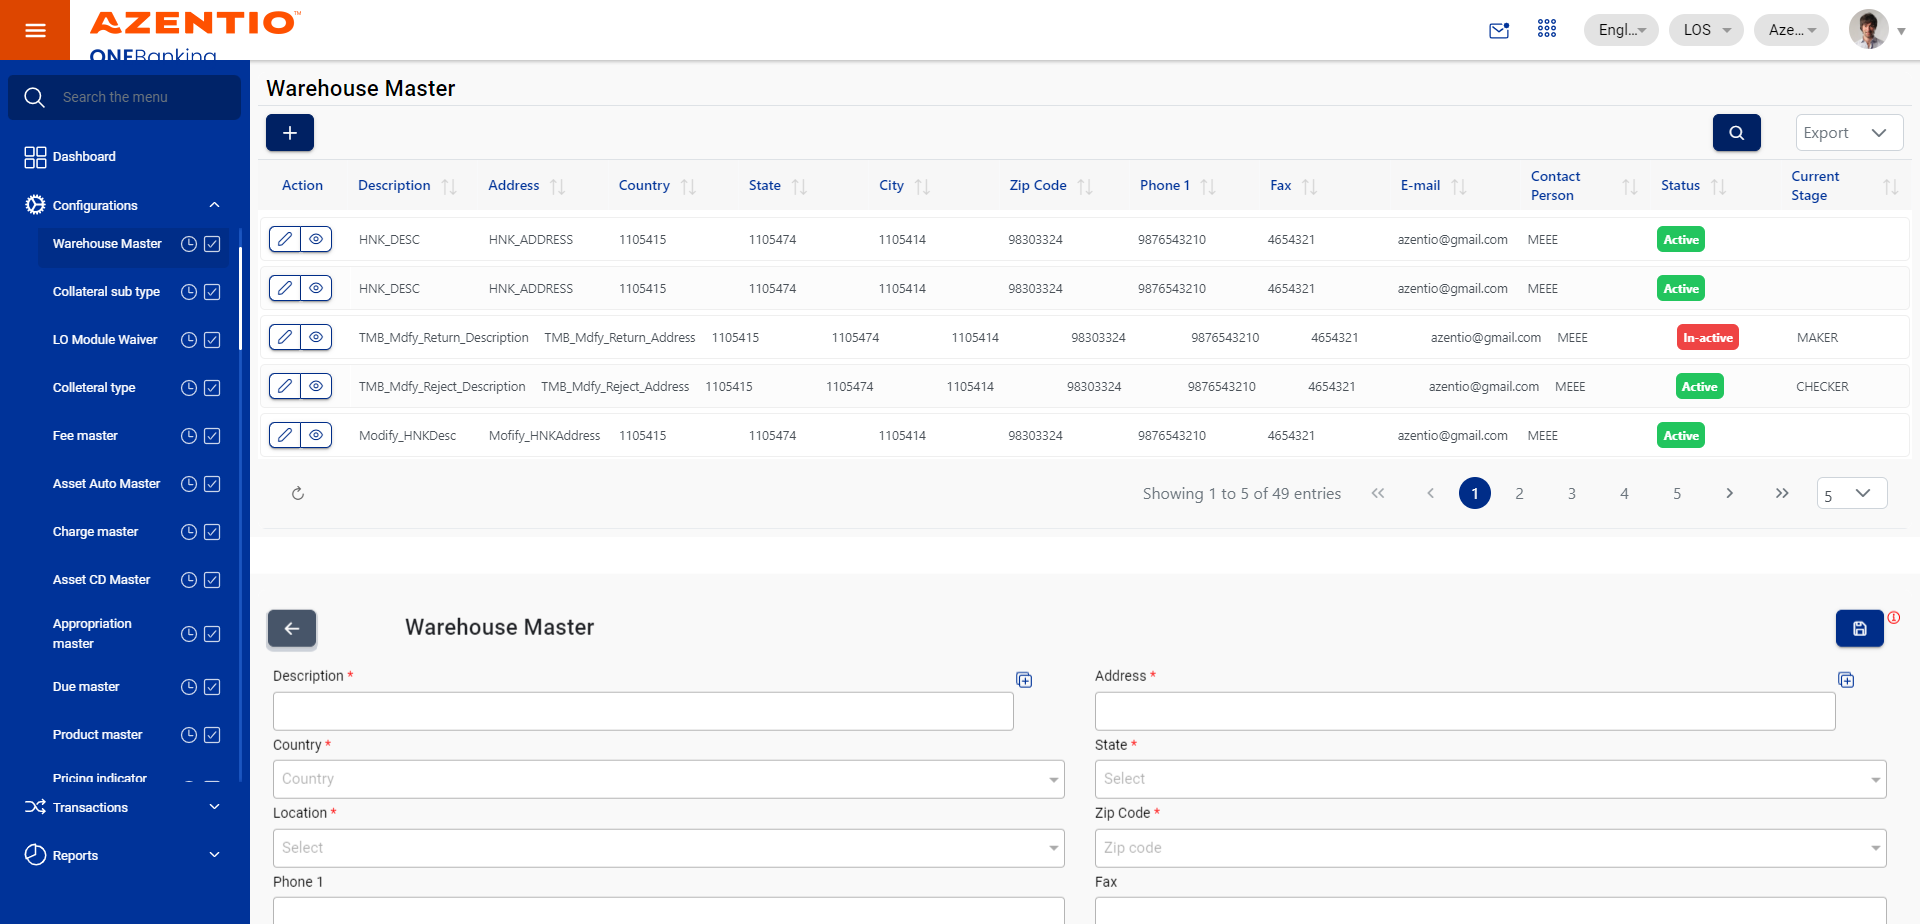 AZENTIO™
ONEBanking
Engl...
LOS
Aze...
Search the menu
Dashboard
Configurations
Warehouse Master
Collateral sub type
LO Module Waiver
Colleteral type
Fee master
Asset Auto Master
Charge master
Asset CD Master
Appropriation
master
Due master
Product master
Pricing indicator
Transactions
Reports
Warehouse Master
Export
Action Description Address Country State City Zip Code Phone 1 Fax E-mail Contact Person Status Current Stage
HNK_DESC HNK_ADDRESS 1105415 1105474 1105414 98303324 9876543210 4654321 azentio@gmail.com MEEE Active
HNK_DESC HNK_ADDRESS 1105415 1105474 1105414 98303324 9876543210 4654321 azentio@gmail.com MEEE Active
TMB_Mdfy_Return_Description TMB_Mdfy_Return_Address 1105415 1105474 1105414 98303324 9876543210 4654321 azentio@gmail.com MEEE In-active MAKER
TMB_Mdfy_Reject_Description TMB_Mdfy_Reject_Address 1105415 1105474 1105414 98303324 9876543210 4654321 azentio@gmail.com MEEE Active CHECKER
Modify_HNKDesc Mofify_HNKAddress 1105415 1105474 1105414 98303324 9876543210 4654321 azentio@gmail.com MEEE Active
Showing 1 to 5 of 49 entries 1 2 3 4 5 5
Warehouse Master
Description * Address *
Country * State *
Country Select
Location * Zip Code *
Select Zip code
Phone 1 Fax